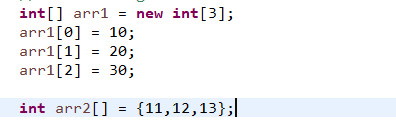 int[] arr1 = new int[3];
arr1[0] = 10;
arr1[1] = 20;
arr1[2] = 30;
int arr2[] = {11,12,13};